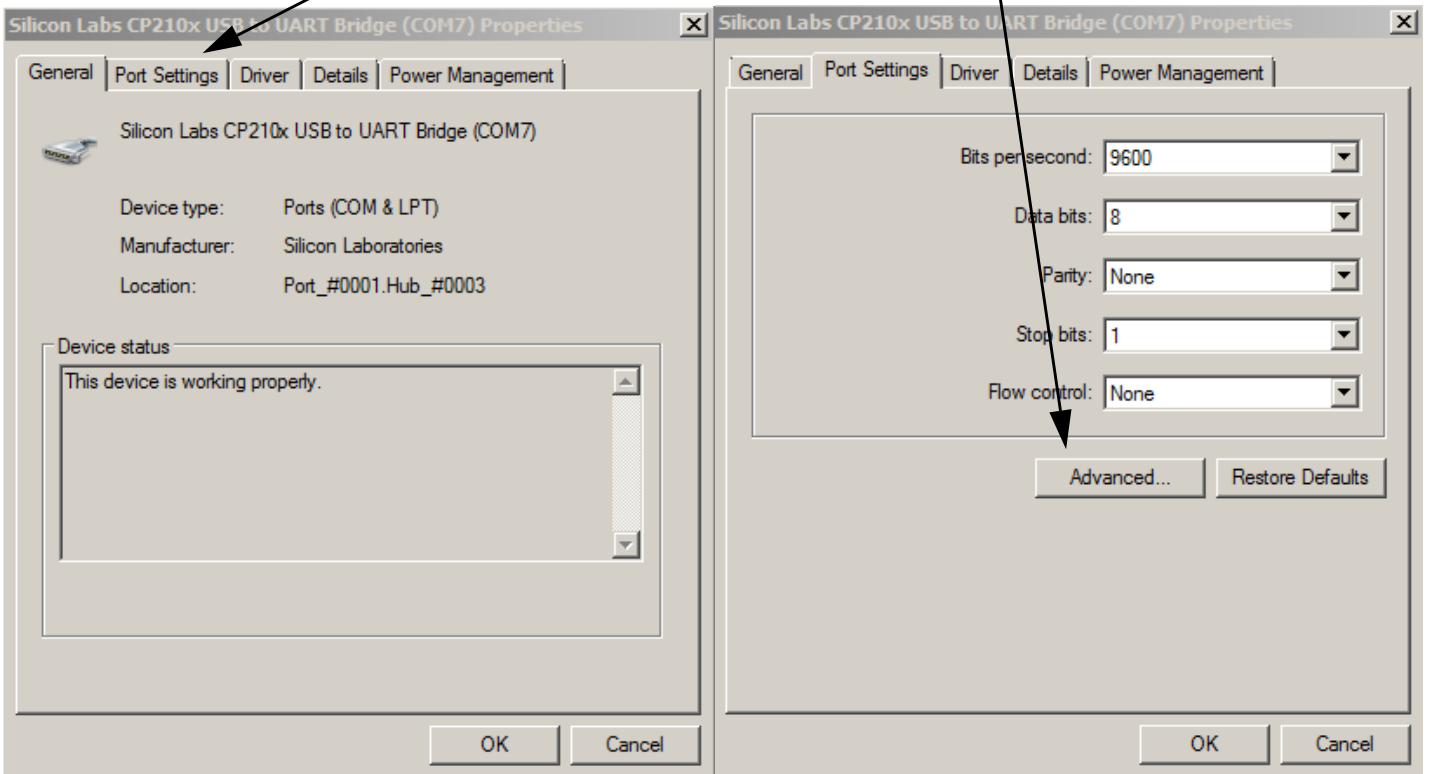 Silicon Labs CP210x USB to UART Bridge (COM7) Properties
General Port Settings Driver Details Power Management
Silicon Labs CP210x USB to UART Bridge (COM7)
Device type: Ports (COM & LPT)
Manufacturer: Silicon Laboratories
Location: Port_#0001.Hub_#0003
Device status
This device is working properly.
OK Cancel
Silicon Labs CP210x USB to UART Bridge (COM7) Properties
General Port Settings Driver Details Power Management
Bits per second: 9600
Data bits: 8
Parity: None
Stop bits: 1
Flow control: None
Advanced... Restore Defaults
OK Cancel